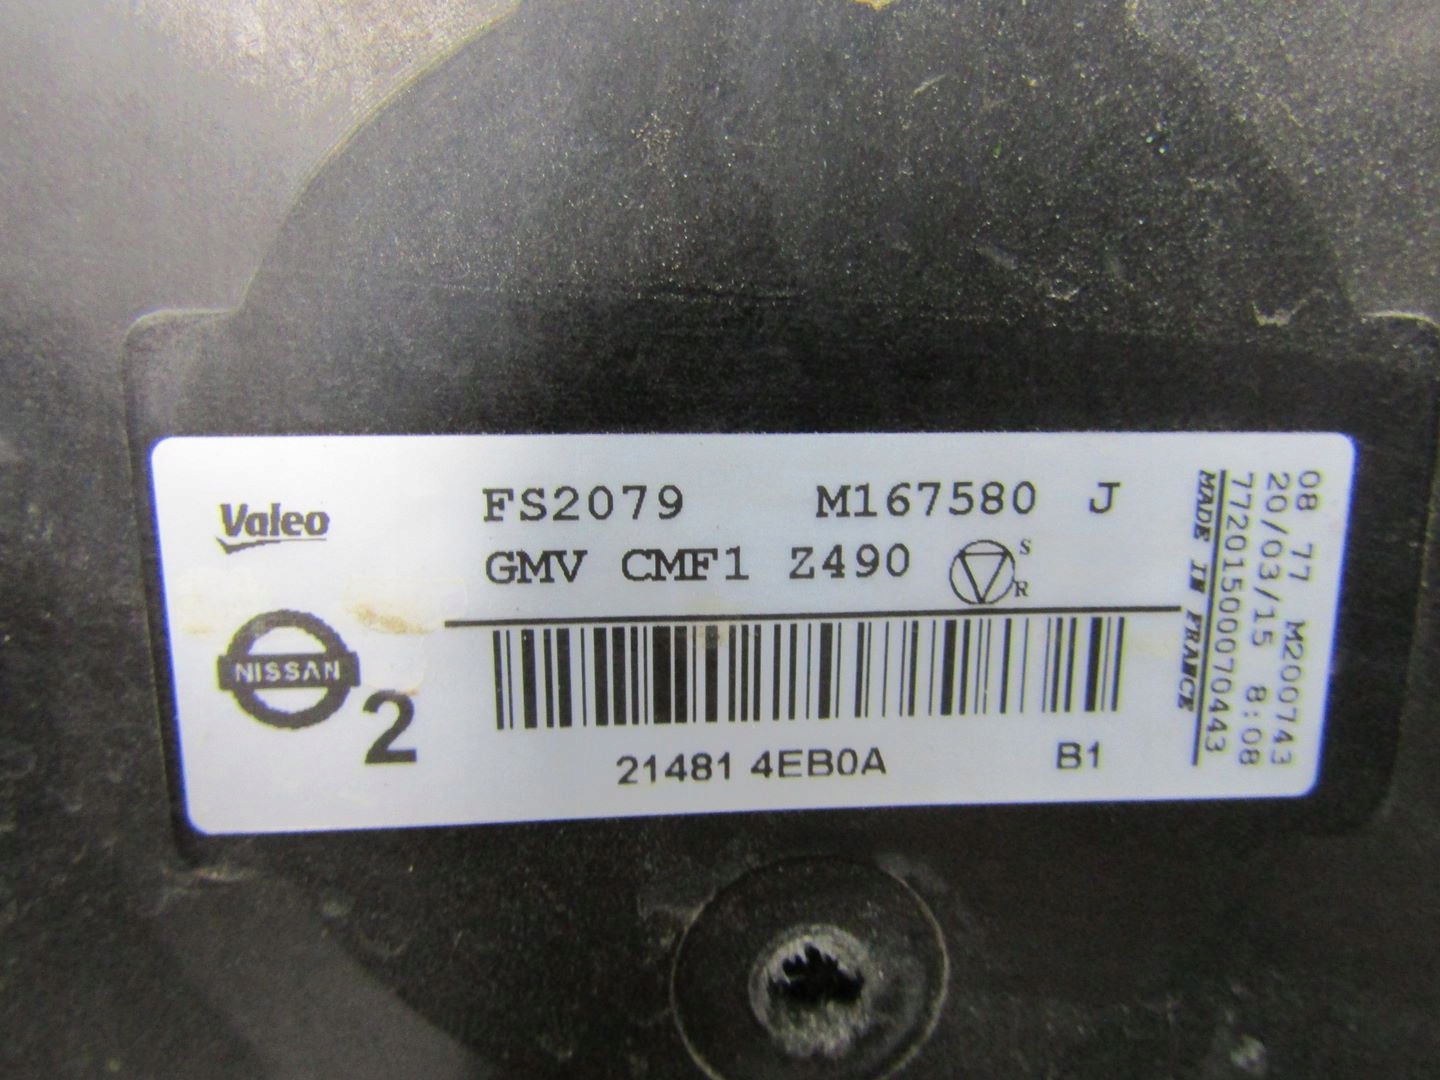 Valeo
FS2079 M167580 J
GMV CMF1 Z490
S
R
NISSAN
2
21481 4EB0A B1
08 77 M2000743
20/03/15 8:08
772015000070443
MADE IN FRANCE